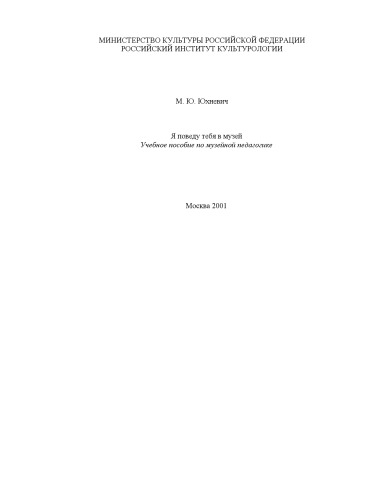 МИНИСТЕРСТВО КУЛЬТУРЫ РОССИЙСКОЙ ФЕДЕРАЦИИ
РОССИЙСКИЙ ИНСТИТУТ КУЛЬТУРОЛОГИИ
М. Ю. Юхневич
Я поведу тебя в музей
Учебное пособие по музейной педагогике
Москва 2001